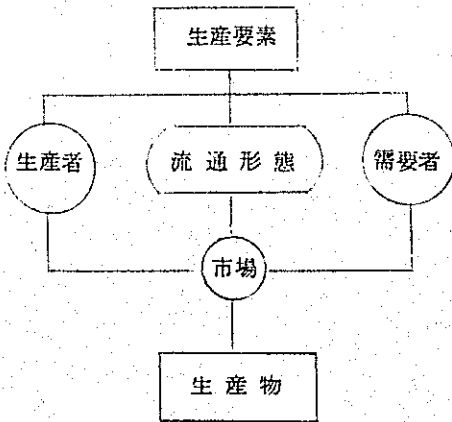 生産要素
生産者
流通形態
需要者
市場
生産物